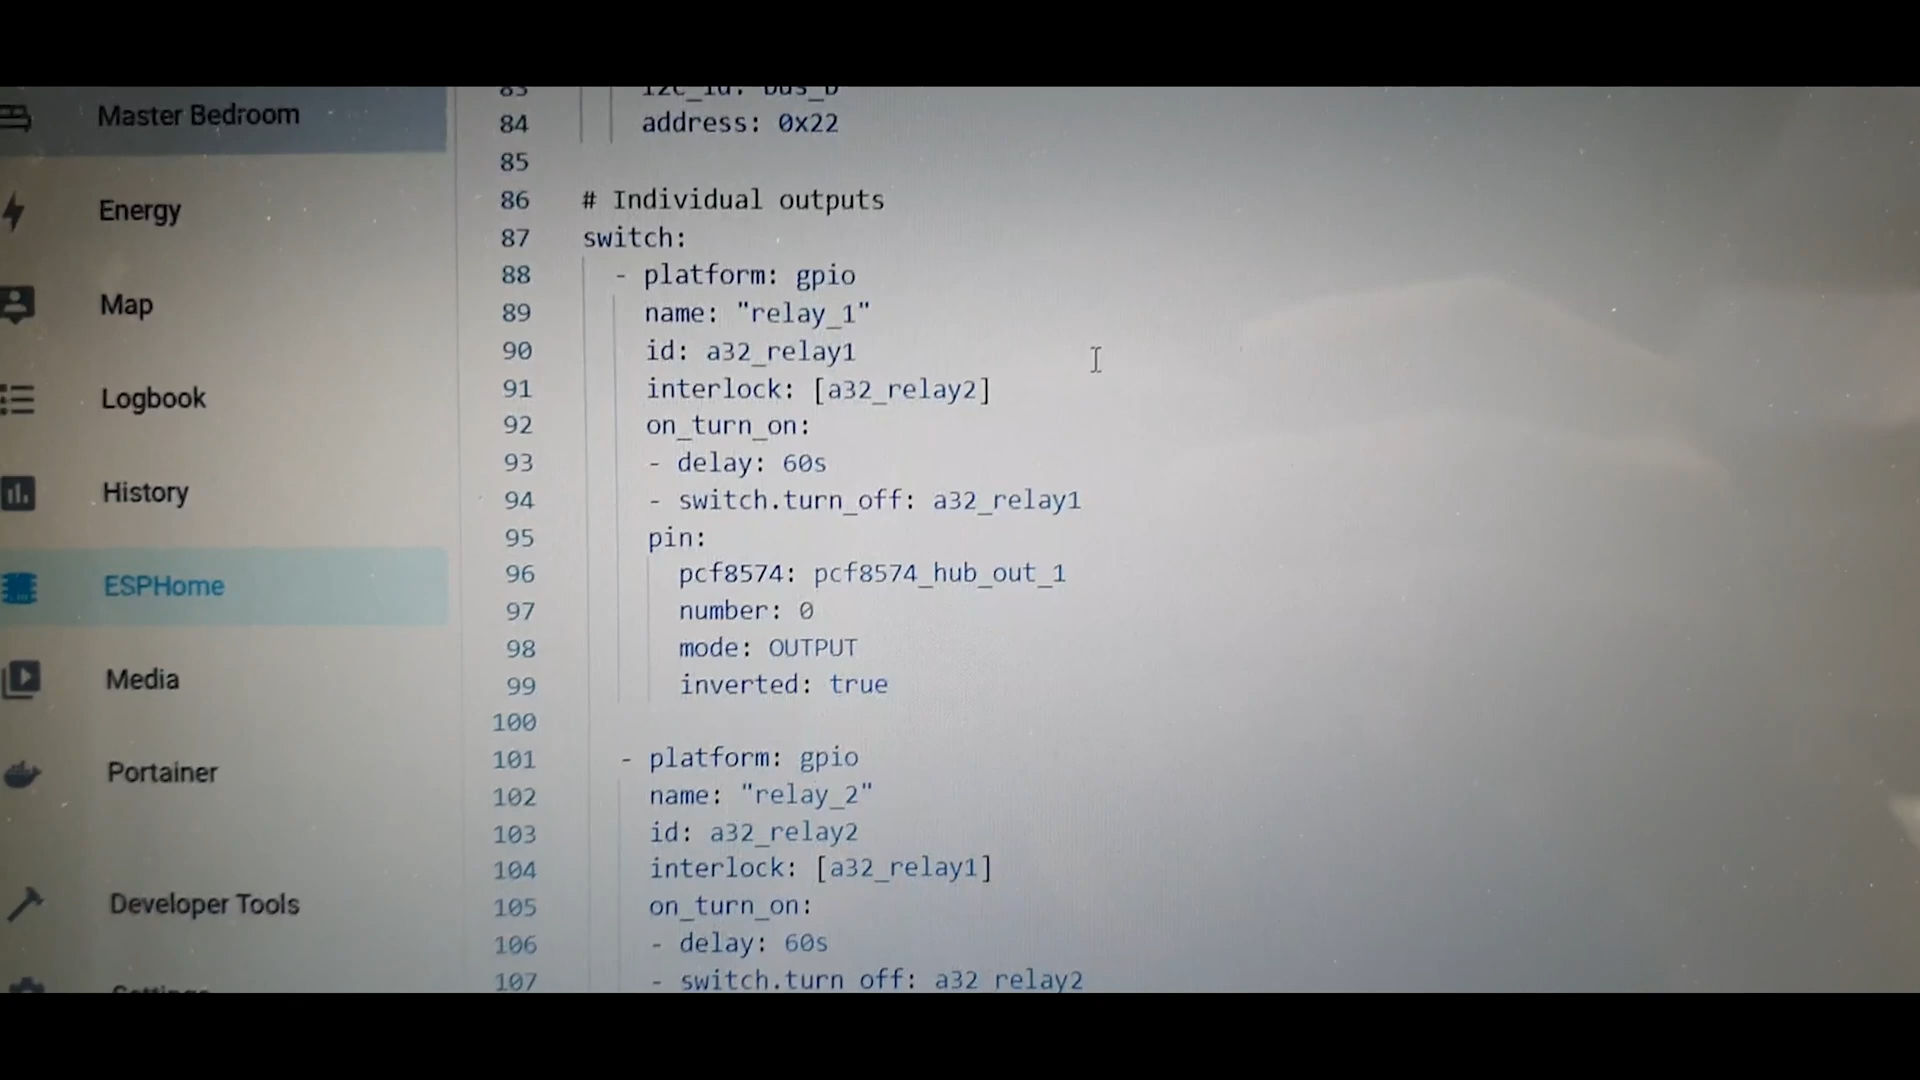 Master Bedroom
Energy
Map
Logbook
History
ESPHome
Media
Portainer
Developer Tools
Settings
83 i2c_id: bus_b
84 address: 0x22
85
86 # Individual outputs
87 switch:
88 - platform: gpio
89 name: "relay_1"
90 id: a32_relay1
91 interlock: [a32_relay2]
92 on_turn_on:
93 - delay: 60s
94 - switch.turn_off: a32_relay1
95 pin:
96 pcf8574: pcf8574_hub_out_1
97 number: 0
98 mode: OUTPUT
99 inverted: true
100
101 - platform: gpio
102 name: "relay_2"
103 id: a32_relay2
104 interlock: [a32_relay1]
105 on_turn_on:
106 - delay: 60s
107 - switch.turn_off: a32_relay2